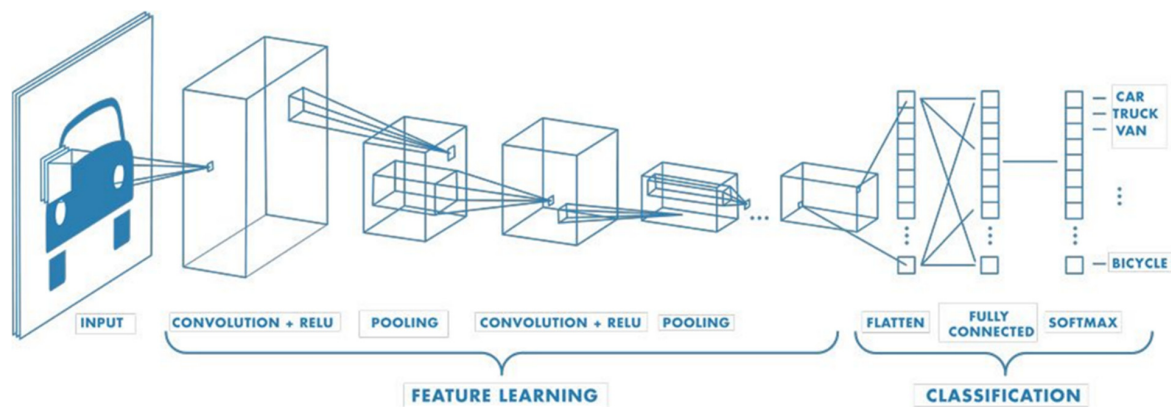 CAR
TRUCK
VAN
BICYCLE
INPUT
CONVOLUTION + RELU
POOLING
CONVOLUTION + RELU
POOLING
FLATTEN
FULLY
CONNECTED
SOFTMAX
FEATURE LEARNING
CLASSIFICATION